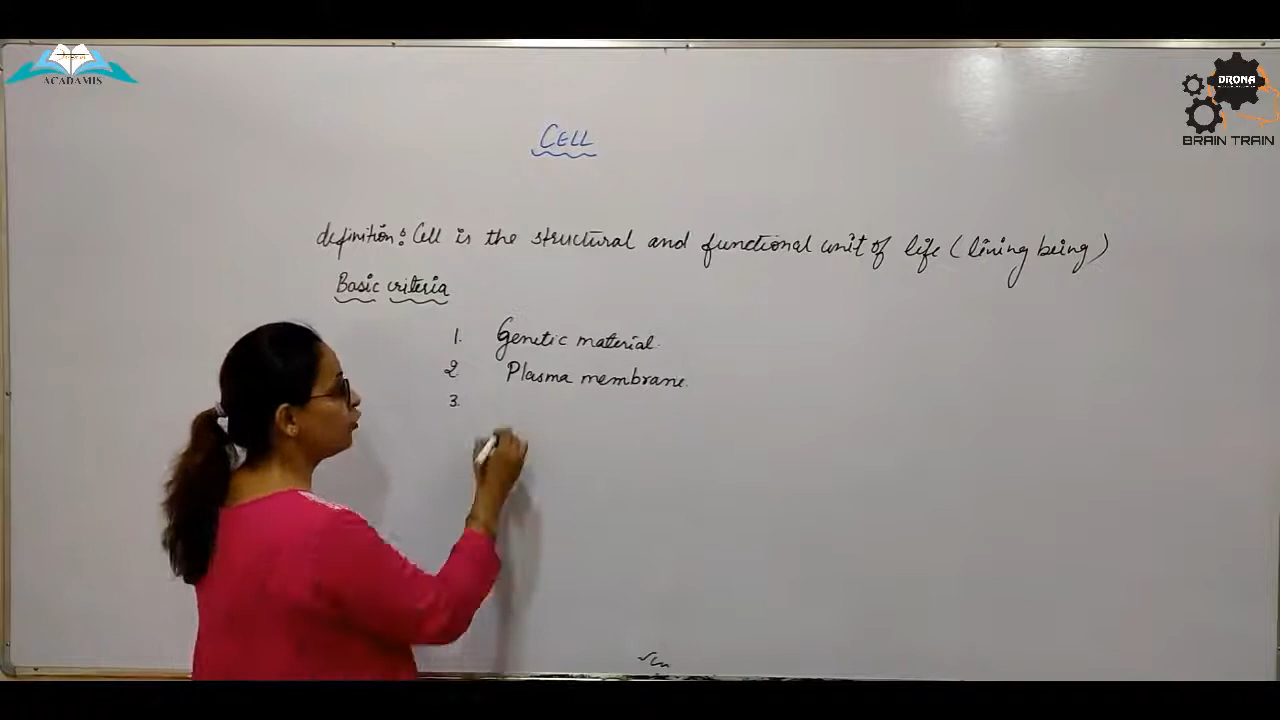 ACADAMIS
DRONA
BRAIN TRAIN
CELL
definition: Cell is the structural and functional unit of life (living being)
Basic criteria
1. Genetic material.
2. Plasma membrane.
3.